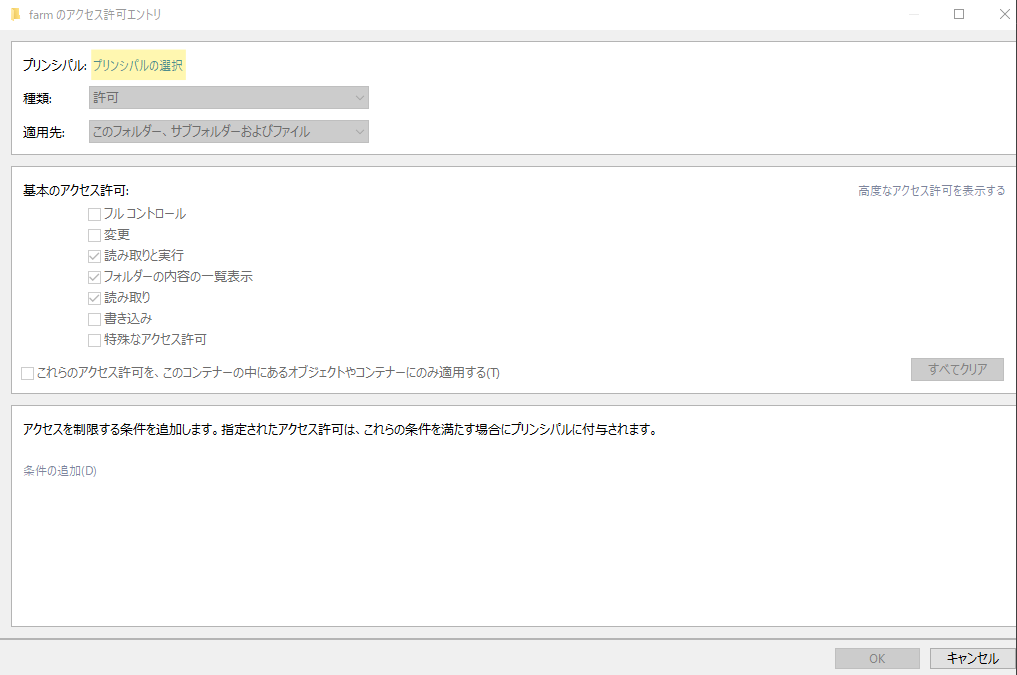 farm のアクセス許可エントリ
プリンシパル: プリンシパルの選択
種類: 許可
適用先: このフォルダー、サブフォルダーおよびファイル
基本のアクセス許可: 高度なアクセス許可を表示する
フル コントロール
変更
読み取りと実行
フォルダーの内容の一覧表示
読み取り
書き込み
特殊なアクセス許可
これらのアクセス許可を、このコンテナーの中にあるオブジェクトやコンテナーにのみ適用する(T) すべてクリア
アクセスを制限する条件を追加します。指定されたアクセス許可は、これらの条件を満たす場合にプリンシパルに付与されます。
条件の追加(D)
OK キャンセル